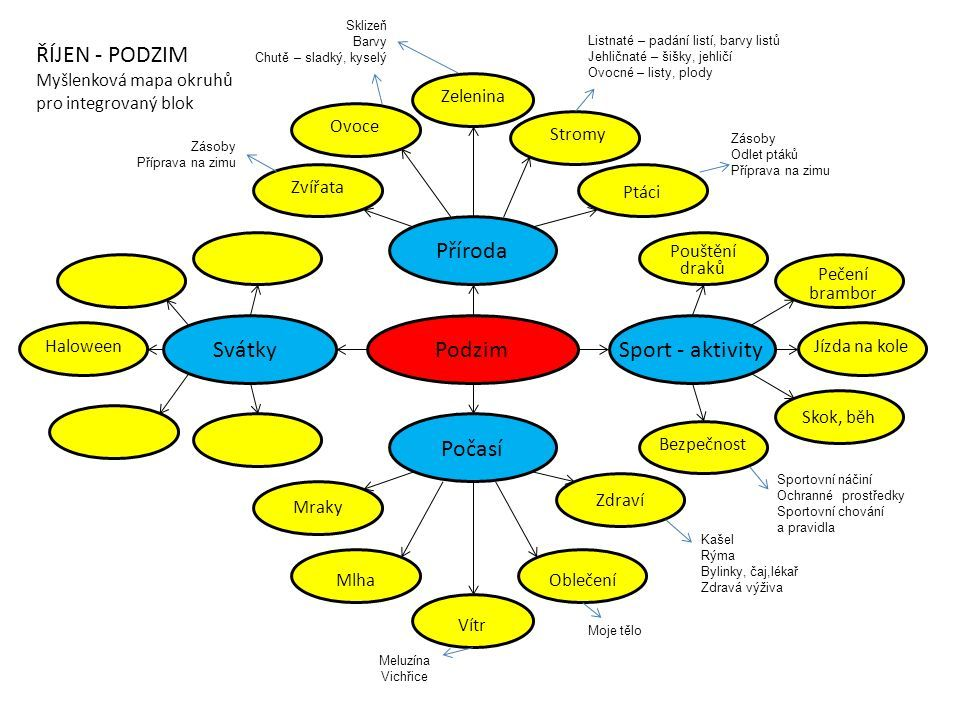 ŘÍJEN - PODZIM
Myšlenková mapa okruhů
pro integrovaný blok
Sklizeň
Barvy
Chutě – sladký, kyselý
Listnaté – padání listí, barvy listů
Jehličnaté – šišky, jehličí
Ovocné – listy, plody
Zelenina
Ovoce
Stromy
Zásoby
Příprava na zimu
Zásoby
Odlet ptáků
Příprava na zimu
Zvířata
Ptáci
Příroda
Pouštění
draků
Pečení
brambor
Haloween
Svátky
Podzim
Sport - aktivity
Jízda na kole
Skok, běh
Počasí
Bezpečnost
Sportovní náčiní
Ochranné prostředky
Sportovní chování
a pravidla
Mraky
Zdraví
Kašel
Rýma
Bylinky, čaj,lékař
Zdravá výživa
Mlha
Oblečení
Vítr
Moje tělo
Meluzína
Vichřice